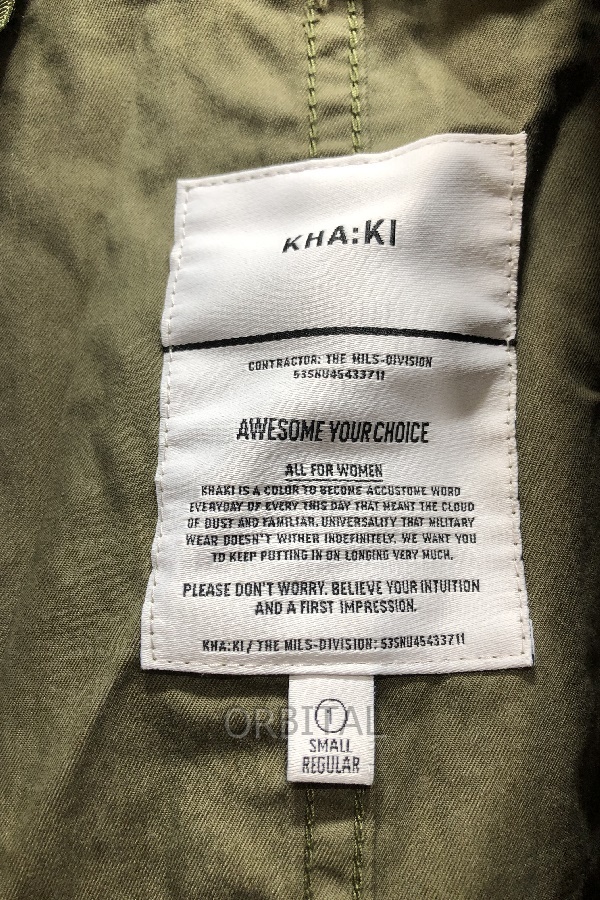 KHA:KI
CONTRACTOR: THE MILS-DIVISION
53SNU45433711
AWESOME YOUR CHOICE
ALL FOR WOMEN
KHAKI IS A COLOR TO BECOME ACCUSTOME WORD
EVERYDAY OF EVERY THIS DAY THAT MEANT THE CLOUD
OF DUST AND FAMILIAR. UNIVERSALITY THAT MILITARY
WEAR DOESN'T WITHER INDEFINITELY. WE WANT YOU
TO KEEP PUTTING IN ON LONGING VERY MUCH.
PLEASE DON'T WORRY. BELIEVE YOUR INTUITION
AND A FIRST IMPRESSION.
KHA:KI / THE MILS-DIVISION: 53SNU45433711
ORBITAL
1
SMALL
REGULAR